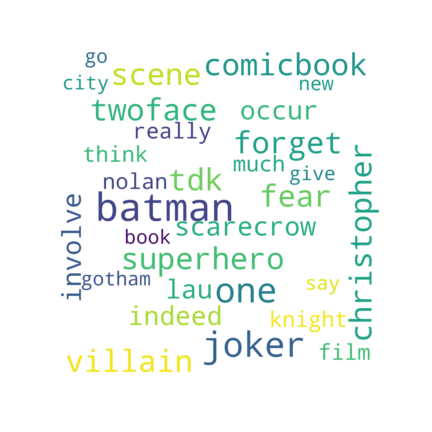 go
comicbook
scene
city
new
twoface
occur
really
forget
think
much
christopher
nolan
tdk
give
fear
batman
involve
scarecrow
book
superhero
gotham
lau
one
say
indeed
knight
joker
villain
film